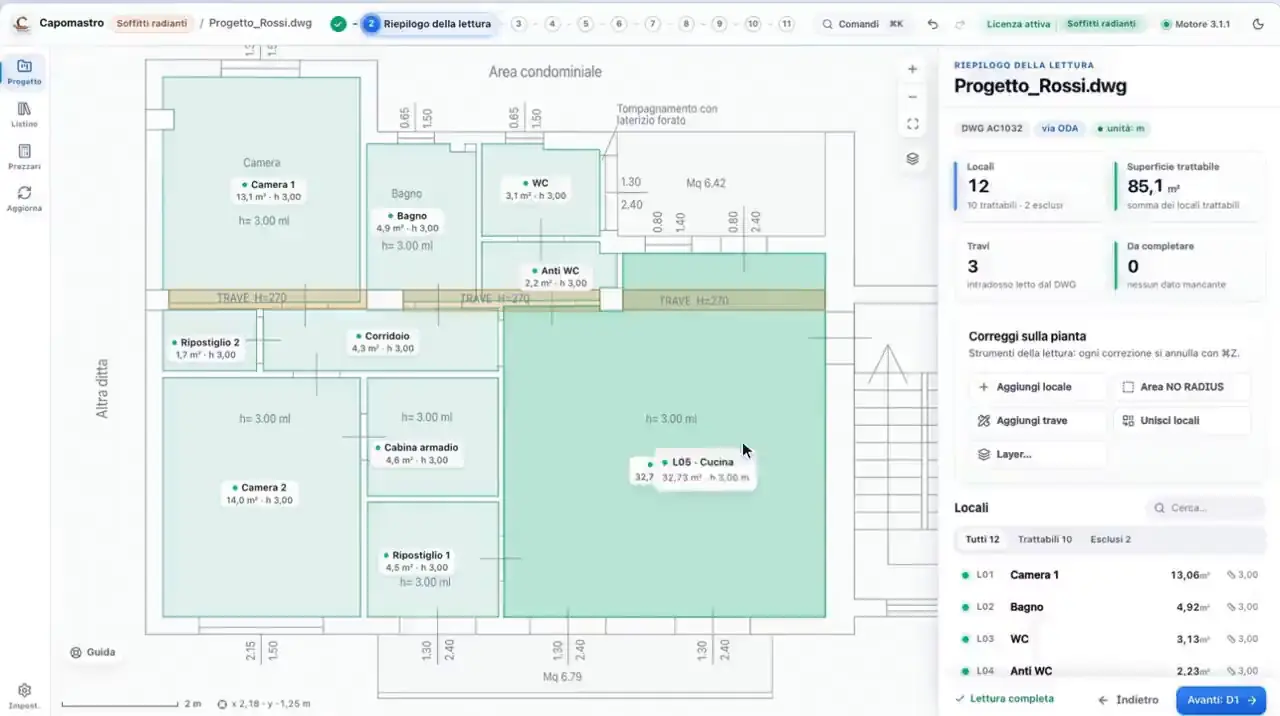 Capomastro
Soffitti radianti
/ Progetto_Rossi.dwg
2 Riepilogo della lettura
3 4 5 6 7 8 9 10 11
Comandi ⌘K
Licenza attiva
Soffitti radianti
Motore 3.1.1
Progetto
Listino
Prezzari
Aggiorna
Impost.
Area condominiale
0.65
1.50
0.65
1.50
Tompagnamento con
laterizio forato
Camera
Camera 1
13,1 m² · h 3,00
h= 3.00 ml
Bagno
Bagno
4,9 m² · h 3,00
h= 3.00 ml
WC
3,1 m² · h 3,00
1.30
2.40
Mq 6.42
0.80
1.40
0.80
2.40
Anti WC
2,2 m² · h 3,00
TRAVE H=270
TRAVE H=270
TRAVE H=270
Ripostiglio 2
1,7 m² · h 3,00
Corridoio
4,3 m² · h 3,00
Altra ditta
h= 3.00 ml
h= 3.00 ml
h= 3.00 ml
Cabina armadio
4,6 m² · h 3,00
32,7
L05 - Cucina
32,73 m² · h 3,00 m
Camera 2
14,0 m² · h 3,00
Ripostiglio 1
4,5 m² · h 3,00
h= 3.00 ml
2.15
1.50
1.30
2.40
1.30
2.40
1.30
2.40
Mq 6.79
Guida
2 m
x 2,18 · y -1,25 m
RIEPILOGO DELLA LETTURA
Progetto_Rossi.dwg
DWG AC1032
via ODA
unità: m
Locali
12
10 trattabili · 2 esclusi
Superficie trattabile
85,1 m²
somma dei locali trattabili
Travi
3
intradosso letto dal DWG
Da completare
0
nessun dato mancante
Correggi sulla pianta
Strumenti della lettura: ogni correzione si annulla con ⌘Z.
Aggiungi locale
Area NO RADIUS
Aggiungi trave
Unisci locali
Layer...
Locali
Cerca...
Tutti 12
Trattabili 10
Esclusi 2
L01 Camera 1 13,06 m² 3,00
L02 Bagno 4,92 m² 3,00
L03 WC 3,13 m² 3,00
L04 Anti WC 2,23 m² 3,00
Lettura completa
Indietro
Avanti: D1